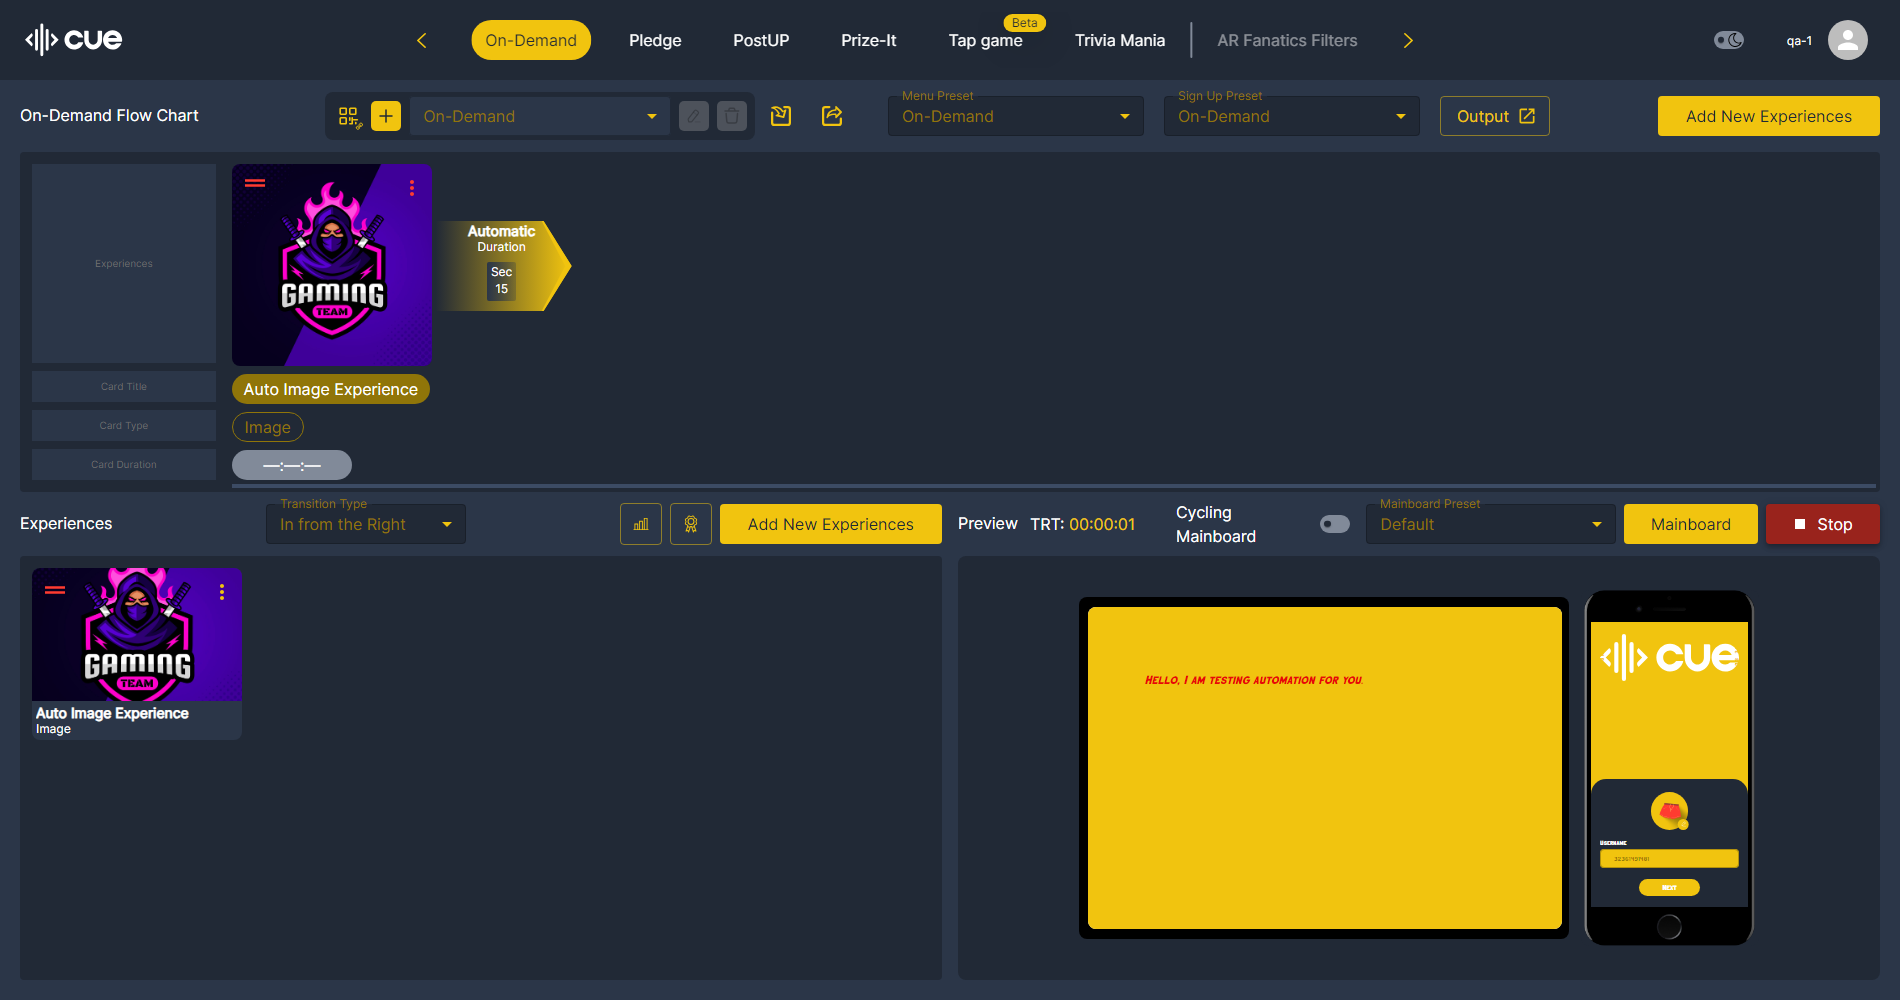 cue
On-Demand
Pledge
PostUP
Prize-It
Beta
Tap game
Trivia Mania
AR Fanatics Filters
qa-1
On-Demand Flow Chart
On-Demand
Menu Preset
On-Demand
Sign Up Preset
On-Demand
Output
Add New Experiences
Experiences
GAMING
TEAM
Automatic
Duration
Sec
15
Card Title
Auto Image Experience
Card Type
Image
Card Duration
—:—:—
Experiences
Transition Type
In from the Right
Add New Experiences
Preview
TRT: 00:00:01
Cycling
Mainboard
Mainboard Preset
Default
Mainboard
Stop
GAMING
TEAM
Auto Image Experience
Image
Hello, I am testing automation for you.
cue
Username
NEXT